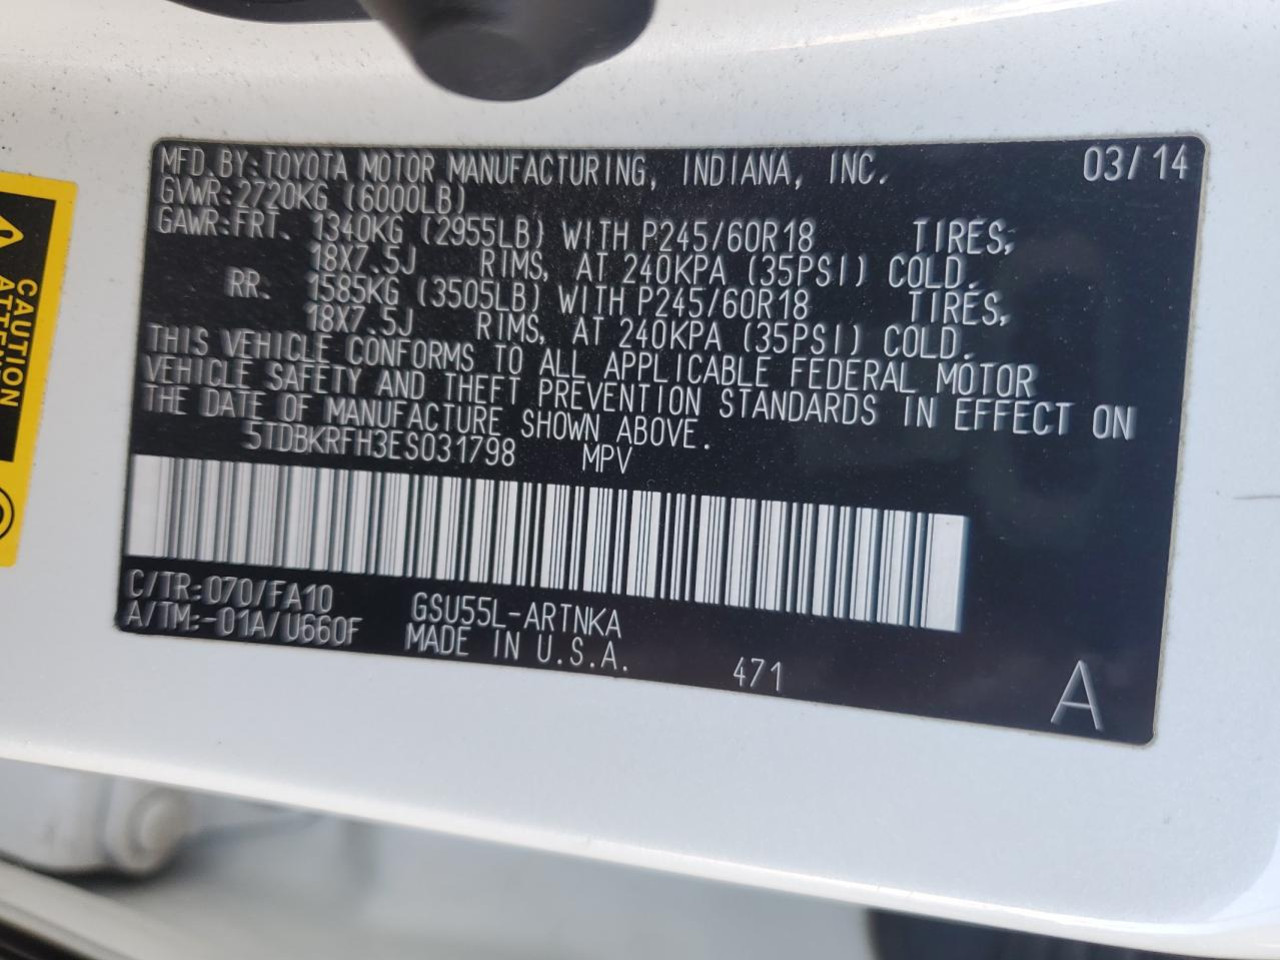 MFD.BY:TOYOTA MOTOR MANUFACTURING, INDIANA, INC. 03/14
GVWR:2720KG (6000LB)
GAWR:FRT. 1340KG (2955LB) WITH P245/60R18 TIRES,
18X7.5J RIMS, AT 240KPA (35PSI) COLD.
RR. 1585KG (3505LB) WITH P245/60R18 TIRES,
18X7.5J RIMS, AT 240KPA (35PSI) COLD.
THIS VEHICLE CONFORMS TO ALL APPLICABLE FEDERAL MOTOR
VEHICLE SAFETY AND THEFT PREVENTION STANDARDS IN EFFECT ON
THE DATE OF MANUFACTURE SHOWN ABOVE.
5TDBKRFH3ES031798 MPV
C/TR:070/FA10 GSU55L-ARTNKA
A/TM:-01A/U660F MADE IN U.S.A. 471 A
CAUTION